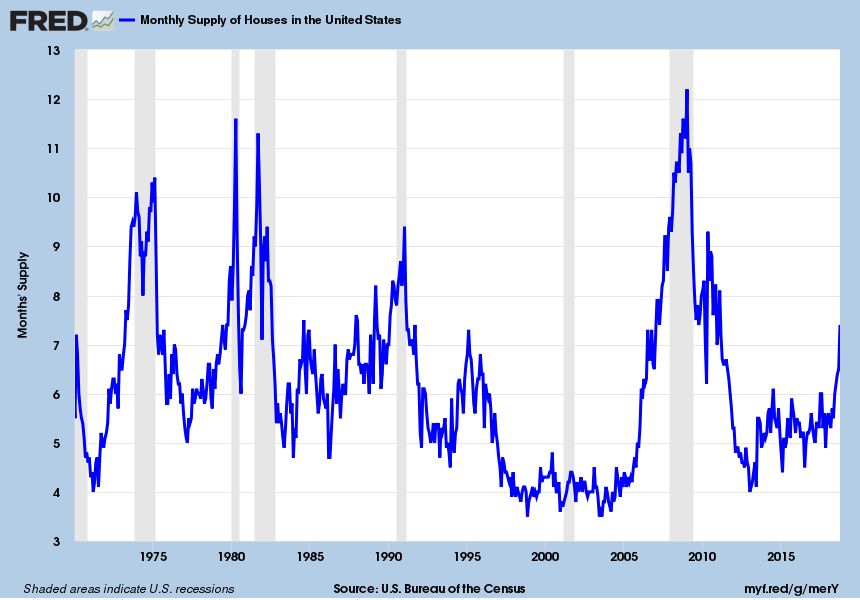 FRED
Monthly Supply of Houses in the United States
Months' Supply
13
12
11
10
9
8
7
6
5
4
3
1975 1980 1985 1990 1995 2000 2005 2010 2015
Shaded areas indicate U.S. recessions Source: U.S. Bureau of the Census myf.red/g/merY